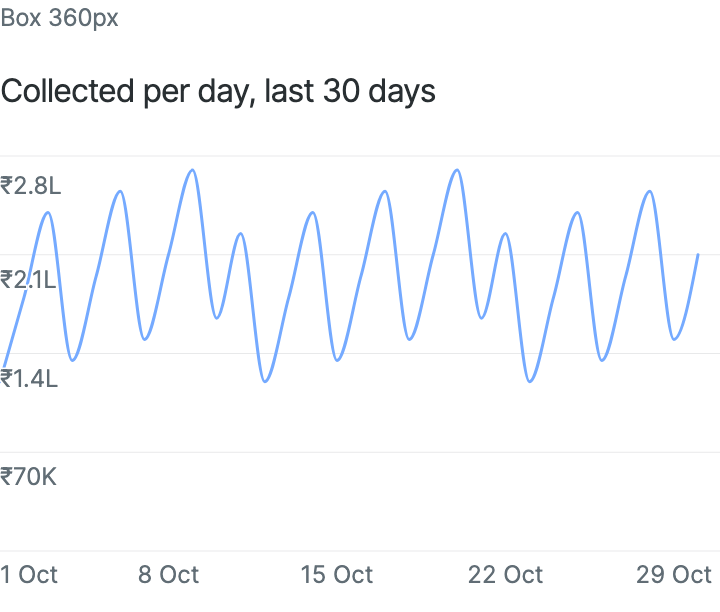 Box 360px
Collected per day, last 30 days
₹2.8L
₹2.1L
₹1.4L
₹70K
1 Oct 8 Oct 15 Oct 22 Oct 29 Oct